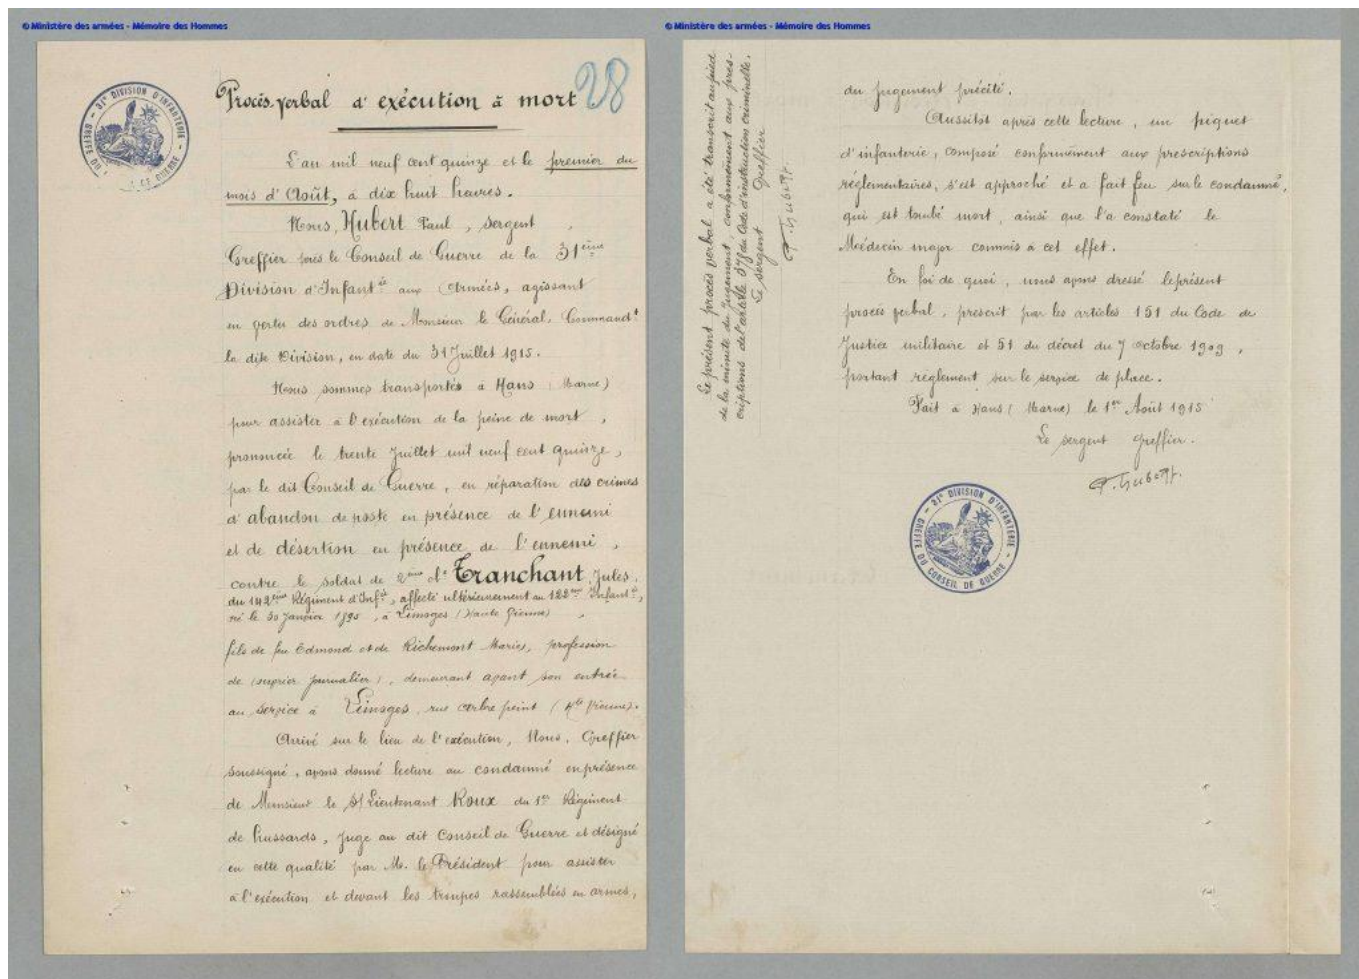 © Ministère des armées - Mémoire des Hommes
28
31e DIVISION D'INFANTERIE
GREFFE DU DE GUERRE
Procès-verbal d'exécution à mort
L'an mil neuf cent quinze et le premier du
mois d'Août, à dix huit heures.
Nous, Hubert Paul, sergent
Greffier près le Conseil de Guerre de la 31ème
Division d'Infantie aux Armées, agissant
en vertu des ordres de Monsieur le Général, Commandt
la dite Division, en date du 31 Juillet 1915.
Nous sommes transportés à Hans (Marne)
pour assister à l'exécution de la peine de mort,
prononcée le trente Juillet mil neuf cent quinze,
par le dit Conseil de Guerre, en réparation des crimes
d'abandon de poste en présence de l'ennemi
et de désertion en présence de l'ennemi,
contre le soldat de 2ème cl. Tranchant, Jules,
du 142ème Régiment d'Infie, affecté ultérieurement au 122ème Infantie,
né le 30 Janvier 1895, à Limoges (Haute Vienne)
fils de feu Edmond et de Richemont Marie, profession
de (ouvrier journalier), demeurant avant son entrée
au service à Limoges, rue Arbre peint (Hte Vienne).
Arrivé sur le lieu de l'exécution, Nous, Greffier
soussigné, avons donné lecture au condamné en présence
de Monsieur le s/Lieutenant Roux du 1er Régiment
de hussards, Juge au dit Conseil de Guerre et désigné
en cette qualité par M. le Président pour assister
à l'exécution et devant les troupes rassemblées en armes,
© Ministère des armées - Mémoire des Hommes
Le présent procès verbal a été transcrit au pied
de la minute du Jugement, conformément aux pres-
criptions de l'article 378 du Code d'instruction criminelle.
Le sergent Greffier
P. Hubert
du Jugement précité.
Aussitôt après cette lecture, un piquet
d'infanterie, composé conformément aux prescriptions
réglementaires, s'est approché et a fait feu sur le condamné,
qui est tombé mort, ainsi que l'a constaté le
Médecin major commis à cet effet.
En foi de quoi, nous avons dressé le présent
procès verbal, prescrit par les articles 151 du Code de
Justice militaire et 51 du décret du 7 octobre 1909,
portant règlement sur le service de place.
Fait à Hans (Marne) le 1er Août 1915
Le sergent Greffier.
P. Hubert
31e DIVISION D'INFANTERIE
GREFFE DU CONSEIL DE GUERRE